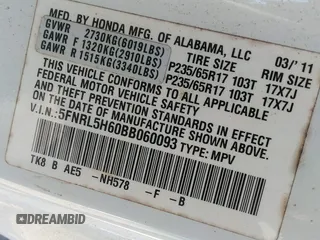 MFD. BY HONDA MFG. OF ALABAMA, LLC 03/'11
GVWR 2730KG(6019LBS) RIM SIZE
GAWR F 1320KG(2910LBS) P235/65R17 103T 17X7J
GAWR R 1515KG(3340LBS) P235/65R17 103T 17X7J
THIS VEHICLE CONFORMS TO ALL APPLICABLE
FEDERAL MOTOR VEHICLE SAFETY
AND THEFT PREVENTION STANDARDS IN EFFECT
ON THE DATE OF MANUFACTURE SHOWN ABOVE.
V.I.N.: 5FNRL5H60BB060093 TYPE: MPV
TK8 B AE5 -NH578 -F -B
DREAMBID